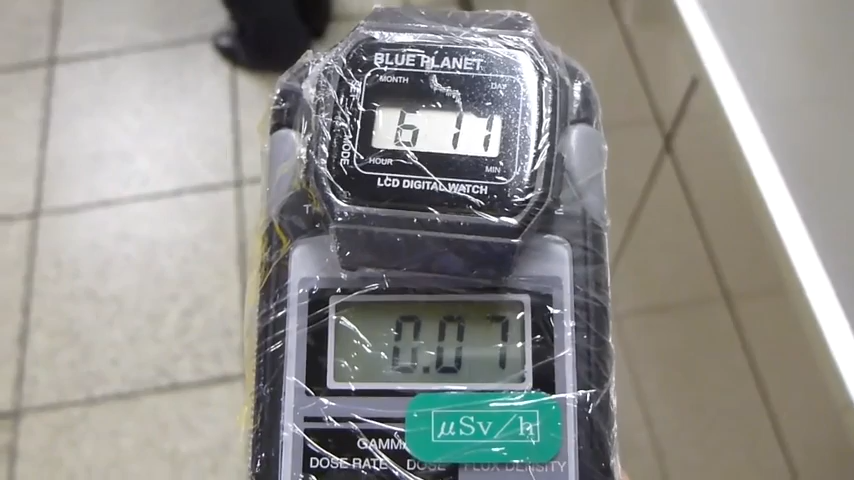 BLUE PLANET
MONTH DAY
MODE
6 11
HOUR MIN
LCD DIGITAL WATCH
0.07
μSv/h
GAMMA
DOSE RATE DOSE FLUX DENSITY